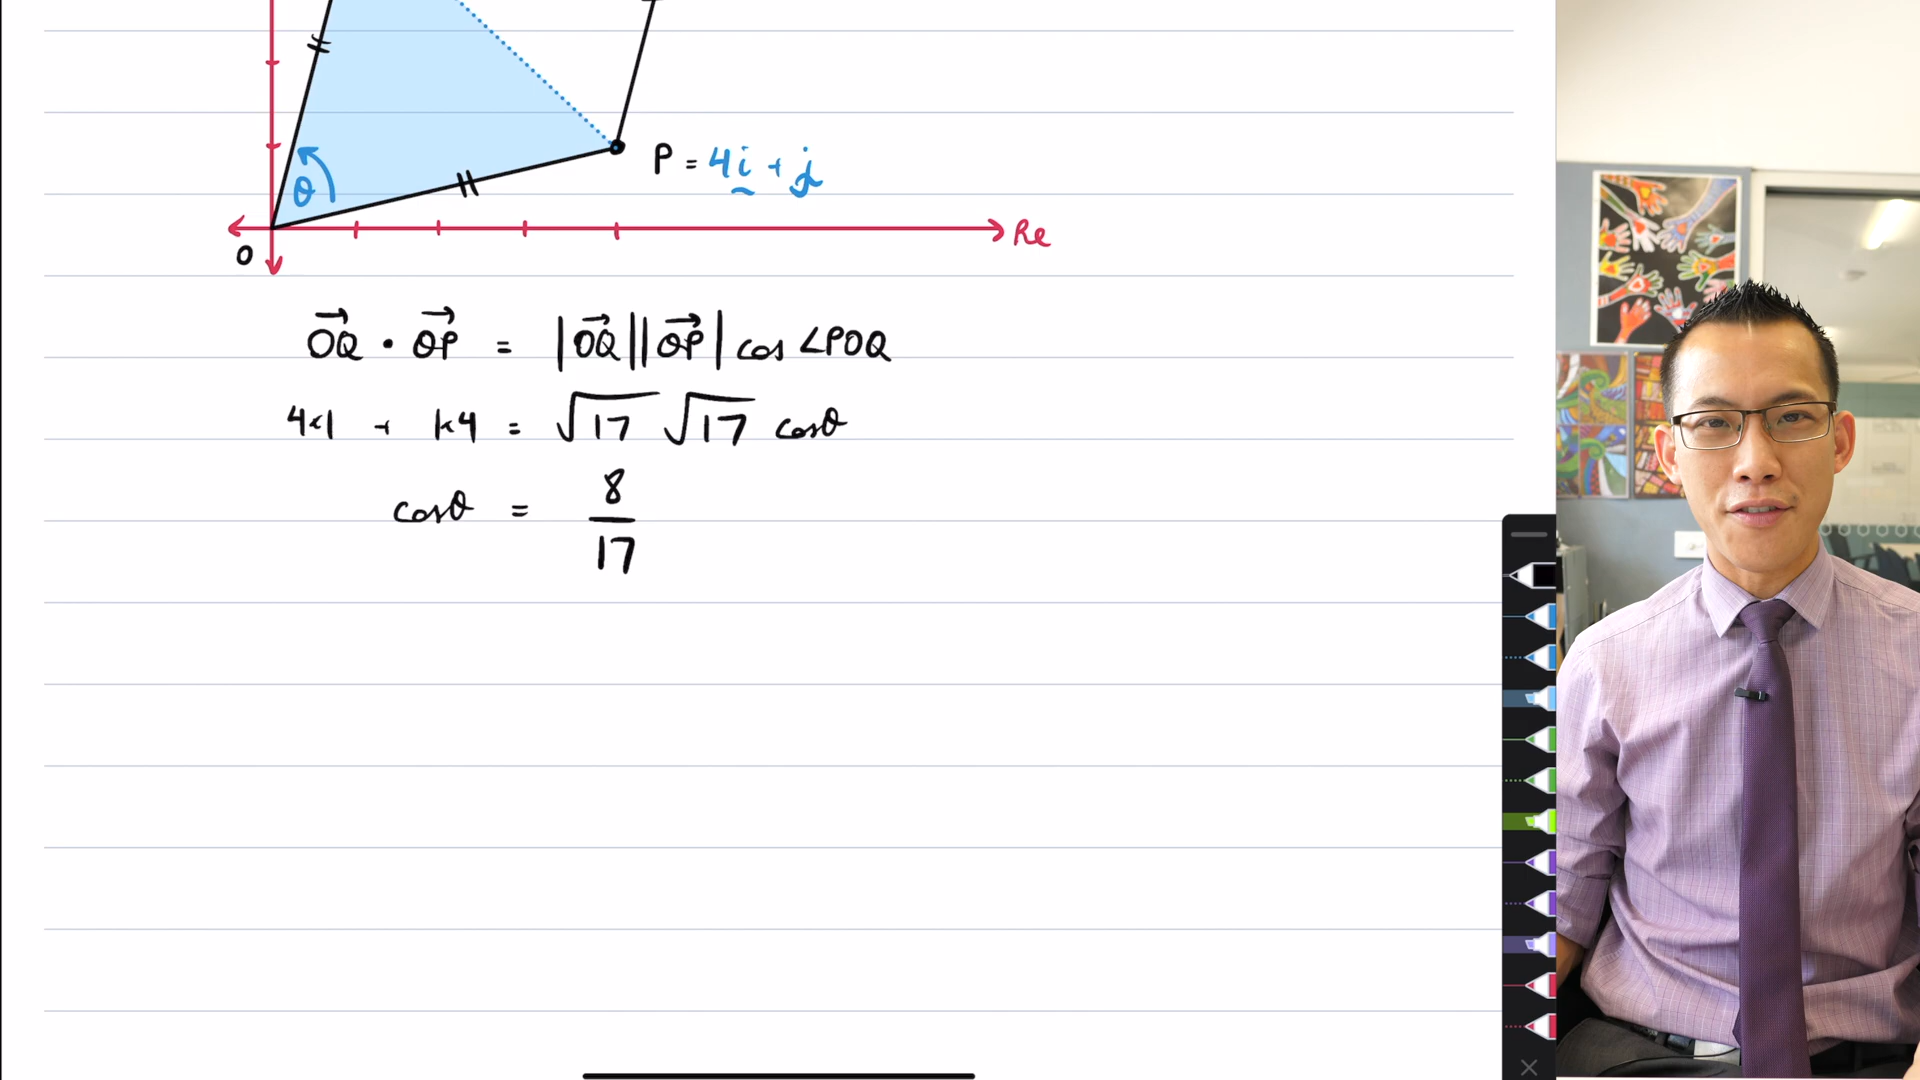 θ
P = 4i + j
Re
O
OQ · OP = |OQ||OP| cos ∠POQ
4×1 + 1×4 = √17 √17 cosθ
cosθ = 8/17